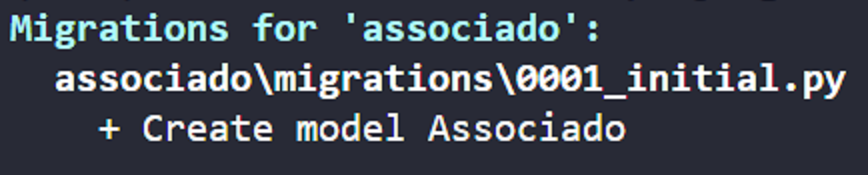 Migrations for 'associado':
associado\migrations\0001_initial.py
+ Create model Associado